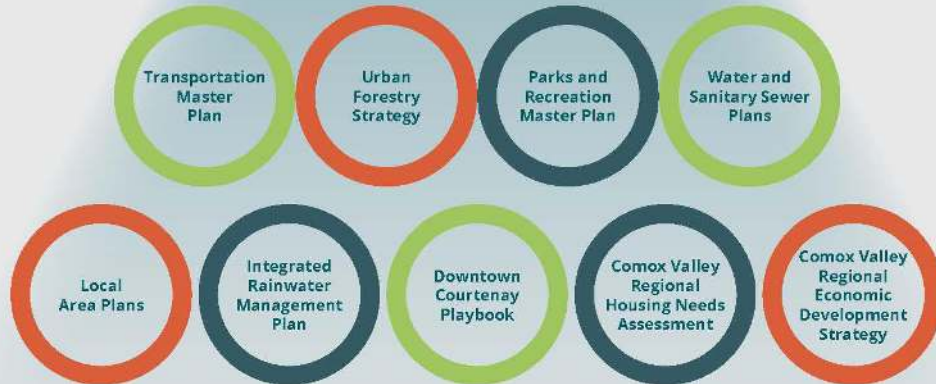 Transportation
Master
Plan
Urban
Forestry
Strategy
Parks and
Recreation
Master Plan
Water and
Sanitary Sewer
Plans
Local
Area Plans
Integrated
Rainwater
Management
Plan
Downtown
Courtenay
Playbook
Comox Valley
Regional
Housing Needs
Assessment
Comox Valley
Regional
Economic
Development
Strategy